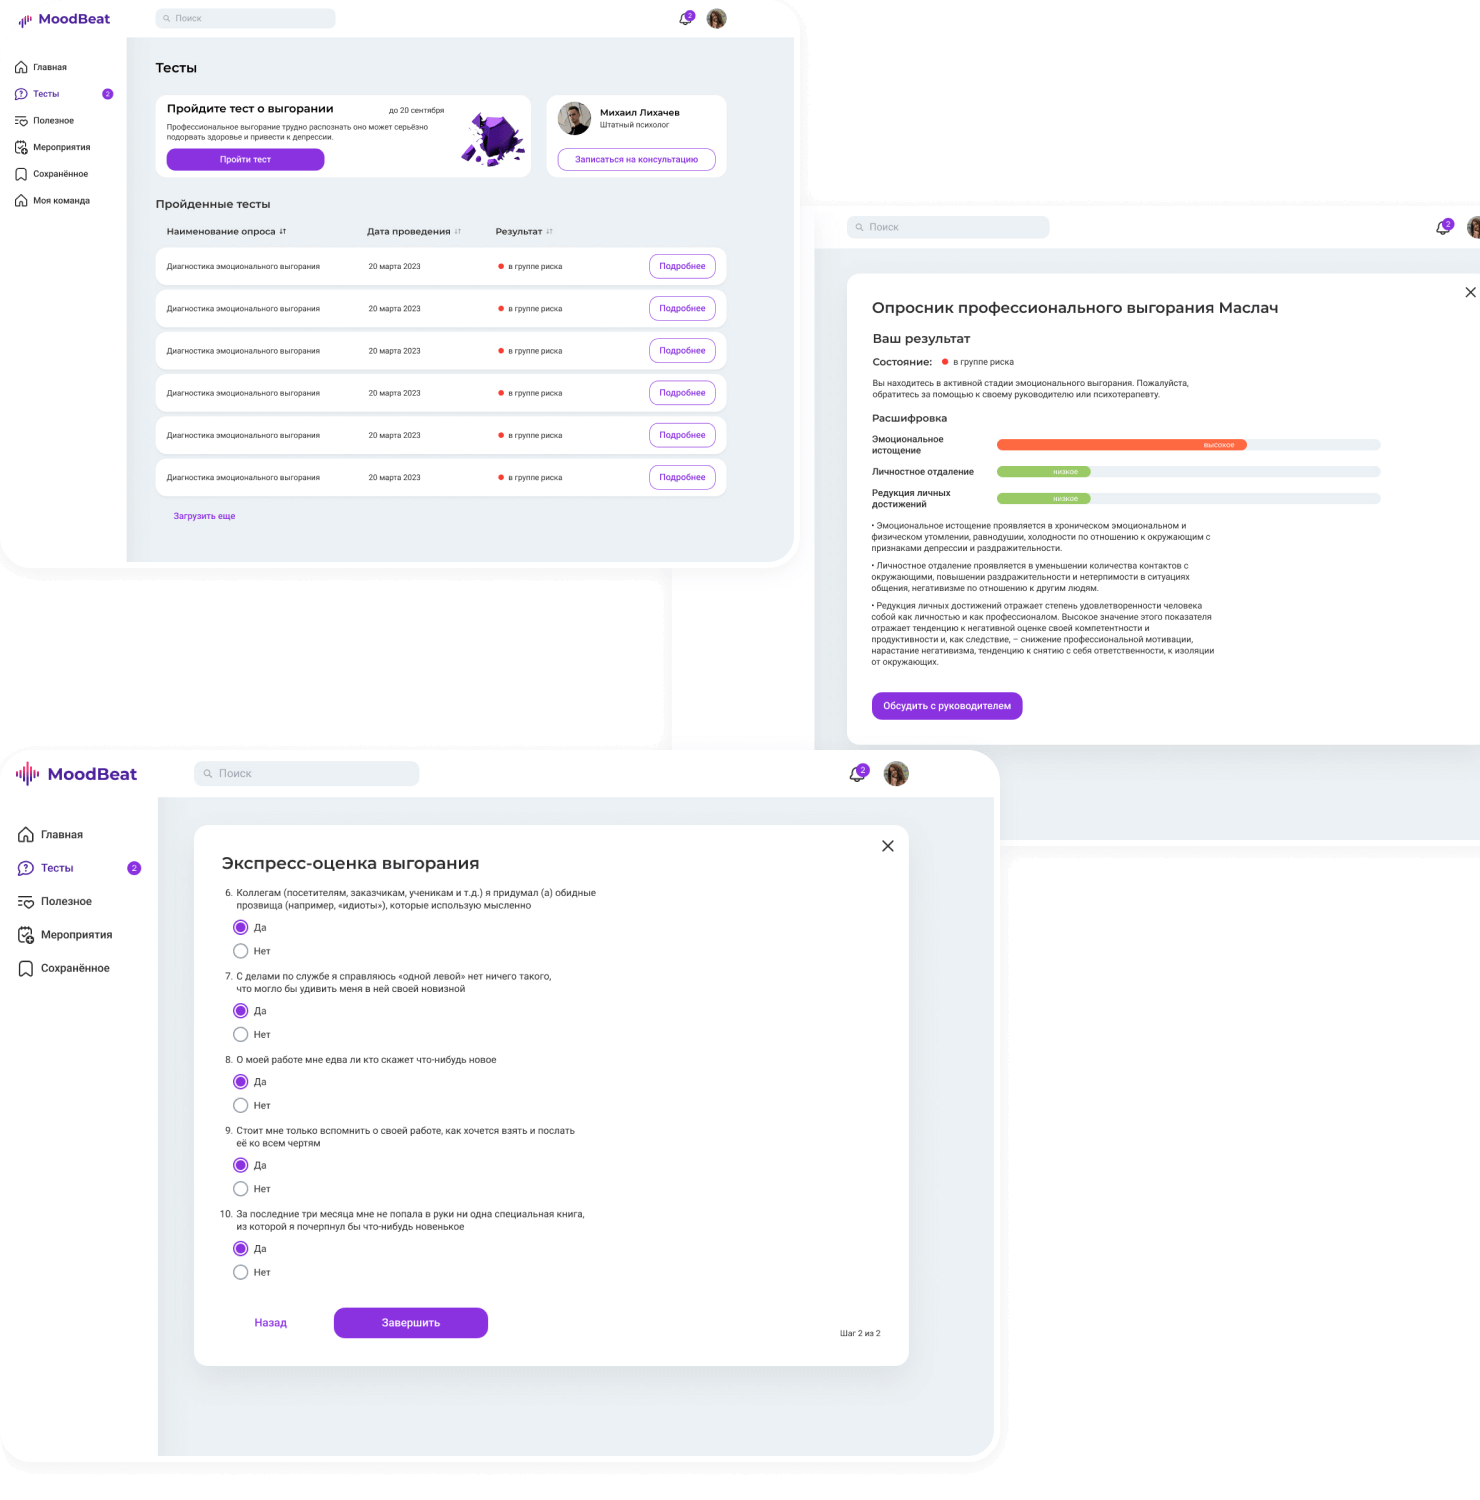 MoodBeat
Поиск
2
Главная
Тесты
2
Полезное
Мероприятия
Сохранённое
Моя команда
Тесты
Пройдите тест о выгорании
до 20 сентября
Профессиональное выгорание трудно распознать оно может серьёзно
подорвать здоровье и привести к депрессии.
Пройти тест
Михаил Лихачев
Штатный психолог
Записаться на консультацию
Пройденные тесты
Наименование опроса
Дата проведения
Результат
Диагностика эмоционального выгорания
20 марта 2023
в группе риска
Подробнее
Диагностика эмоционального выгорания
20 марта 2023
в группе риска
Подробнее
Диагностика эмоционального выгорания
20 марта 2023
в группе риска
Подробнее
Диагностика эмоционального выгорания
20 марта 2023
в группе риска
Подробнее
Диагностика эмоционального выгорания
20 марта 2023
в группе риска
Подробнее
Диагностика эмоционального выгорания
20 марта 2023
в группе риска
Подробнее
Загрузить еще
Поиск
2
Опросник профессионального выгорания Маслач
Ваш результат
Состояние:
в группе риска
Вы находитесь в активной стадии эмоционального выгорания. Пожалуйста,
обратитесь за помощью к своему руководителю или психотерапевту.
Расшифровка
Эмоциональное
истощение
высокое
Личностное отдаление
низкое
Редукция личных
достижений
низкое
• Эмоциональное истощение проявляется в хроническом эмоциональном и
физическом утомлении, равнодушии, холодности по отношению к окружающим с
признаками депрессии и раздражительности.
• Личностное отдаление проявляется в уменьшении количества контактов с
окружающими, повышении раздражительности и нетерпимости в ситуациях
общения, негативизме по отношению к другим людям.
• Редукция личных достижений отражает степень удовлетворенности человека
собой как личностью и как профессионалом. Высокое значение этого показателя
отражает тенденцию к негативной оценке своей компетентности и
продуктивности и, как следствие, – снижение профессиональной мотивации,
нарастание негативизма, тенденцию к снятию с себя ответственности, к изоляции
от окружающих.
Обсудить с руководителем
MoodBeat
Поиск
2
Главная
Тесты
2
Полезное
Мероприятия
Сохранённое
Экспресс-оценка выгорания
6. Коллегам (посетителям, заказчикам, ученикам и т.д.) я придумал (а) обидные
прозвища (например, «идиоты»), которые использую мысленно
Да
Нет
7. С делами по службе я справляюсь «одной левой» нет ничего такого,
что могло бы удивить меня в ней своей новизной
Да
Нет
8. О моей работе мне едва ли кто скажет что-нибудь новое
Да
Нет
9. Стоит мне только вспомнить о своей работе, как хочется взять и послать
её ко всем чертям
Да
Нет
10. За последние три месяца мне не попала в руки ни одна специальная книга,
из которой я почерпнул бы что-нибудь новенькое
Да
Нет
Назад
Завершить
Шаг 2 из 2